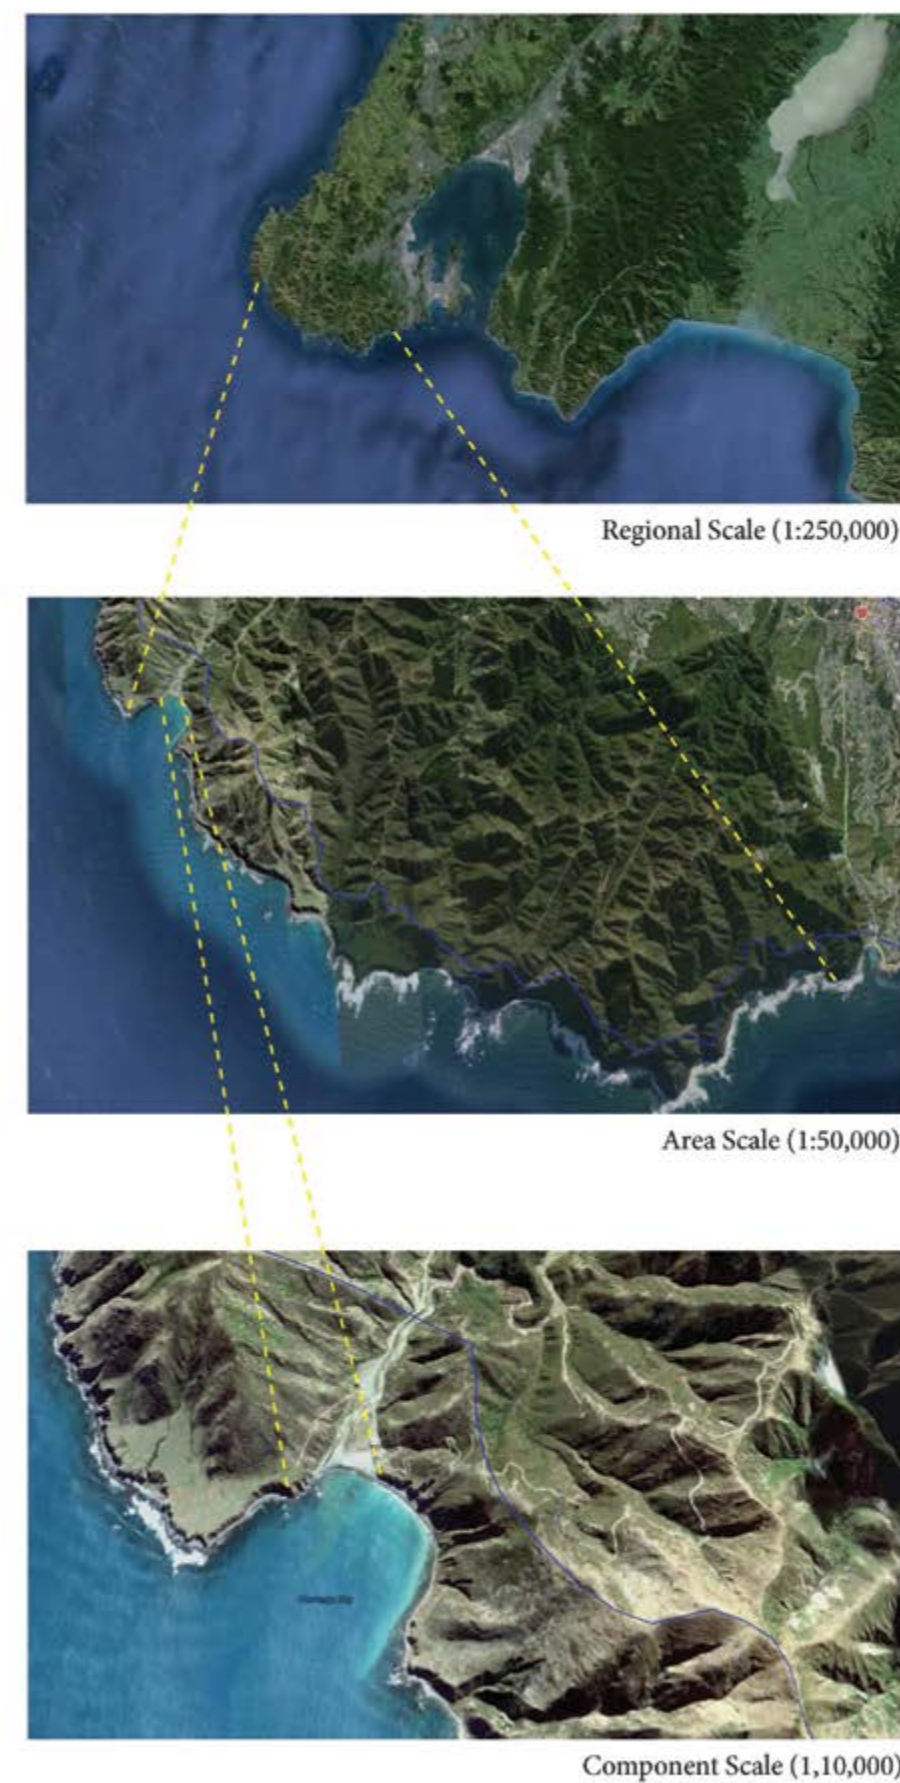 Regional Scale (1:250,000)
Area Scale (1:50,000)
Component Scale (1,10,000)